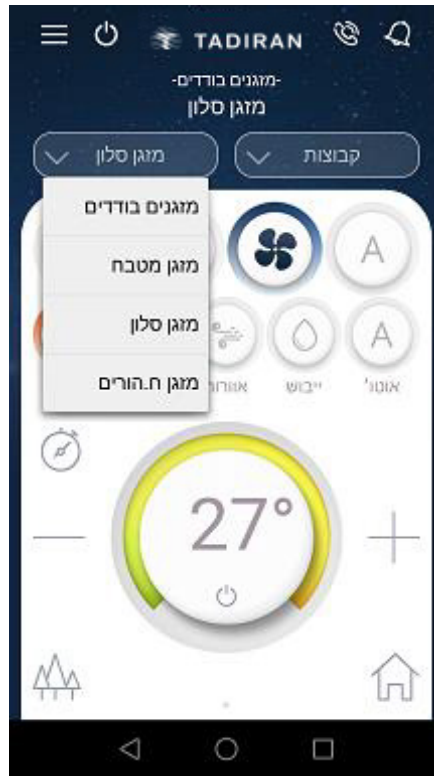 TADIRAN
-מזגנים בודדים-
מזגן סלון
קבוצות
מזגן סלון
מזגנים בודדים
מזגן מטבח
מזגן סלון
מזגן ח.הורים
A
A
אוטו'
ייבוש
27°